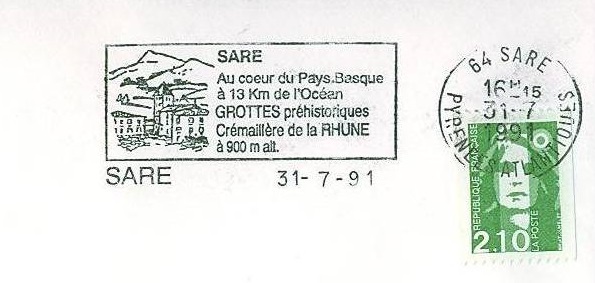 SARE
Au coeur du Pays.Basque
à 13 Km de l'Océan
GROTTES préhistoriques
Crémaillère de la RHUNE
à 900 m alt.
SARE 31-7-91
64 SARE
16H15
31-7
1991
PYRENEES ATLANTIQUES
REPUBLIQUE FRANÇAISE
2.10
LA POSTE